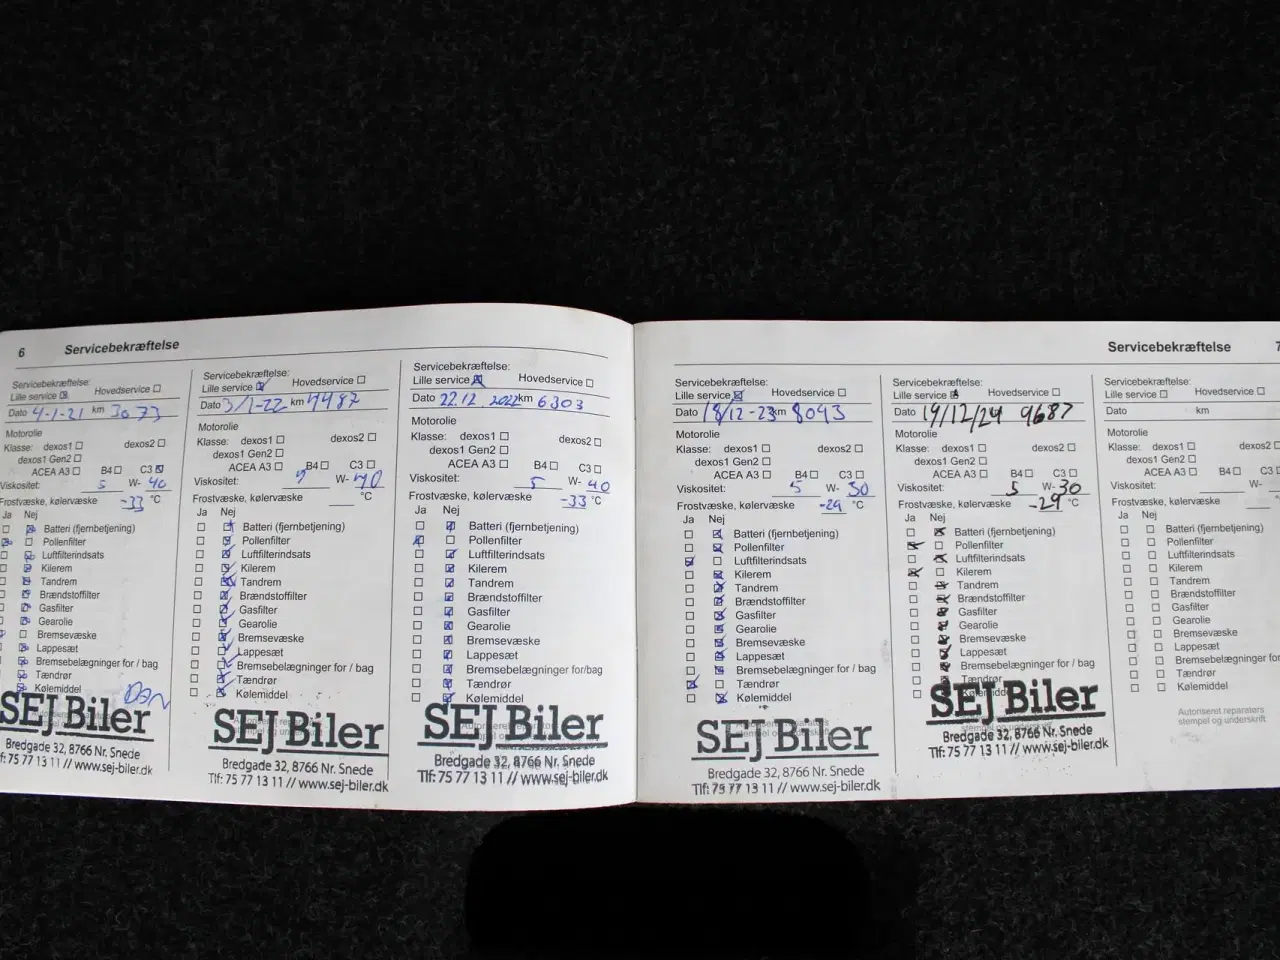 6 Servicebekræftelse
Servicebekræftelse:
Lille service Hovedservice
Dato 4-1-21 km 3073
Motorolie
Klasse: dexos1 dexos2
dexos1 Gen2
ACEA A3 B4 C3
Viskositet: 5 W- 40
Frostvæske, kølervæske -33 °C
Ja Nej
Batteri (fjernbetjening)
Pollenfilter
Luftfilterindsats
Kilerem
Tandrem
Brændstoffilter
Gasfilter
Gearolie
Bremsevæske
Lappesæt
Bremsebelægninger for / bag
Tændrør
Kølemiddel
SEJ Biler
Bredgade 32, 8766 Nr. Snede
lf: 75 77 13 11 // www.sej-biler.dk
Servicebekræftelse:
Lille service Hovedservice
Dato 3/1-22 km 4487
Motorolie
Klasse: dexos1 dexos2
dexos1 Gen2
ACEA A3 B4 C3
Viskositet: W- 40
Frostvæske, kølervæske °C
Ja Nej
Batteri (fjernbetjening)
Pollenfilter
Luftfilterindsats
Kilerem
Tandrem
Brændstoffilter
Gasfilter
Gearolie
Bremsevæske
Lappesæt
Bremsebelægninger for / bag
Tændrør
Kølemiddel
SEJ Biler
Bredgade 32, 8766 Nr. Snede
Tlf: 75 77 13 11 // www.sej-biler.dk
Servicebekræftelse:
Lille service Hovedservice
Dato 22.12.2022 km 6303
Motorolie
Klasse: dexos1 dexos2
dexos1 Gen2
ACEA A3 B4 C3
Viskositet: 5 W- 40
Frostvæske, kølervæske -33 °C
Ja Nej
Batteri (fjernbetjening)
Pollenfilter
Luftfilterindsats
Kilerem
Tandrem
Brændstoffilter
Gasfilter
Gearolie
Bremsevæske
Lappesæt
Bremsebelægninger for/bag
Tændrør
Kølemiddel
SEJ Biler
Bredgade 32, 8766 Nr. Snede
Tlf: 75 77 13 11 // www.sej-biler.dk
Servicebekræftelse 7
Servicebekræftelse:
Lille service Hovedservice
Dato 18/12-23 km 8043
Motorolie
Klasse: dexos1 dexos2
dexos1 Gen2
ACEA A3 B4 C3
Viskositet: 5 W- 30
Frostvæske, kølervæske -29 °C
Ja Nej
Batteri (fjernbetjening)
Pollenfilter
Luftfilterindsats
Kilerem
Tandrem
Brændstoffilter
Gasfilter
Gearolie
Bremsevæske
Lappesæt
Bremsebelægninger for / bag
Tændrør
Kølemiddel
SEJ Biler
Bredgade 32, 8766 Nr. Snede
Tlf: 75 77 13 11 // www.sej-biler.dk
Servicebekræftelse:
Lille service Hovedservice
Dato 19/12/24 9687
Motorolie
Klasse: dexos1 dexos2
dexos1 Gen2
ACEA A3 B4 C3
Viskositet: 5 W- 30
Frostvæske, kølervæske -29 °C
Ja Nej
Batteri (fjernbetjening)
Pollenfilter
Luftfilterindsats
Kilerem
Tandrem
Brændstoffilter
Gasfilter
Gearolie
Bremsevæske
Lappesæt
Bremsebelægninger for / bag
Tændrør
Kølemiddel
SEJ Biler
Bredgade 32, 8766 Nr. Snede
Tlf: 75 77 13 11 // www.sej-biler.dk
Servicebekræftelse:
Lille service Hovedservice
Dato km
Motorolie
Klasse: dexos1 dexos2
dexos1 Gen2
ACEA A3 B4 C3
Viskositet: W-
Frostvæske, kølervæske
Ja Nej
Batteri (fjernbetjening)
Pollenfilter
Luftfilterindsats
Kilerem
Tandrem
Brændstoffilter
Gasfilter
Gearolie
Bremsevæske
Lappesæt
Bremsebelægninger for / b
Tændrør
Kølemiddel
Autoriseret reparatørs
stempel og underskrift